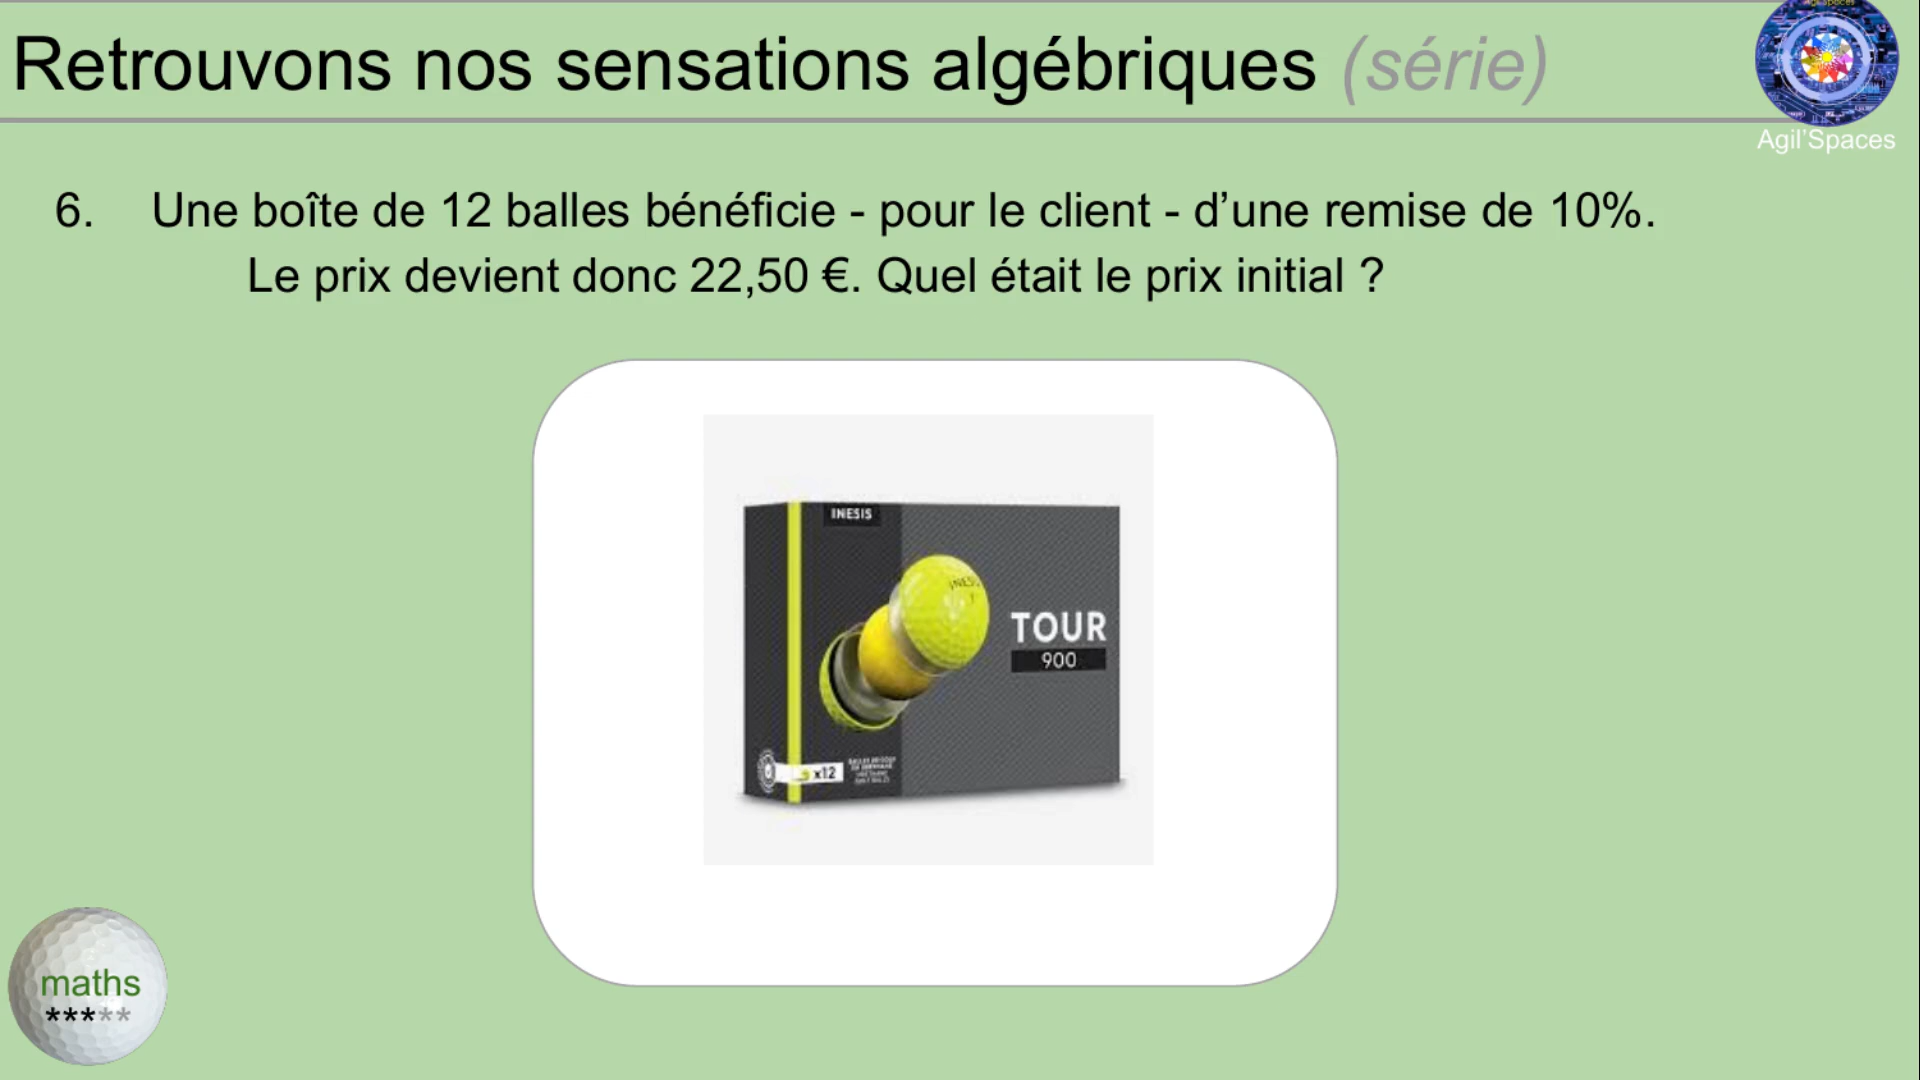 Retrouvons nos sensations algébriques (série)
Agil'Spaces
6. Une boîte de 12 balles bénéficie - pour le client - d’une remise de 10%.
Le prix devient donc 22,50 €. Quel était le prix initial ?
INESIS
TOUR
900
x12
maths
*****